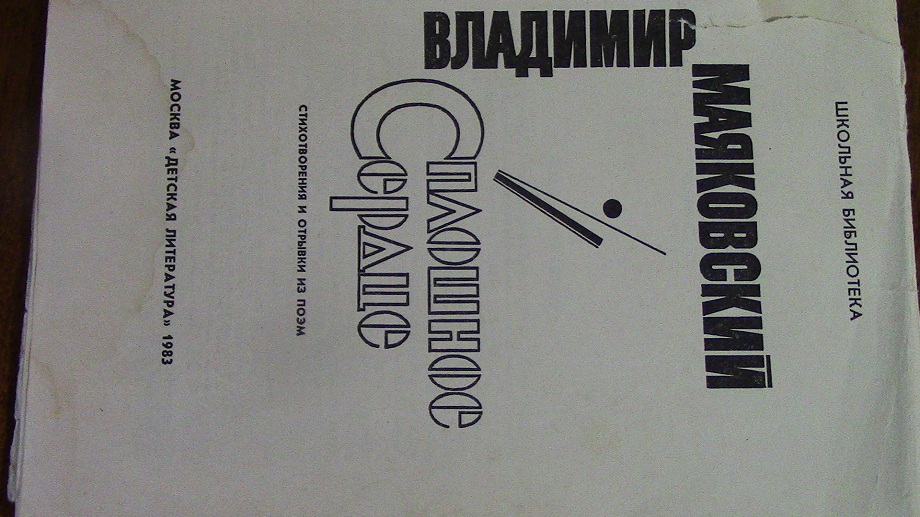 ШКОЛЬНАЯ БИБЛИОТЕКА
ВЛАДИМИР
МАЯКОВСКИЙ
Сплошное
Сердце
СТИХОТВОРЕНИЯ И ОТРЫВКИ ИЗ ПОЭМ
МОСКВА «ДЕТСКАЯ ЛИТЕРАТУРА» 1983